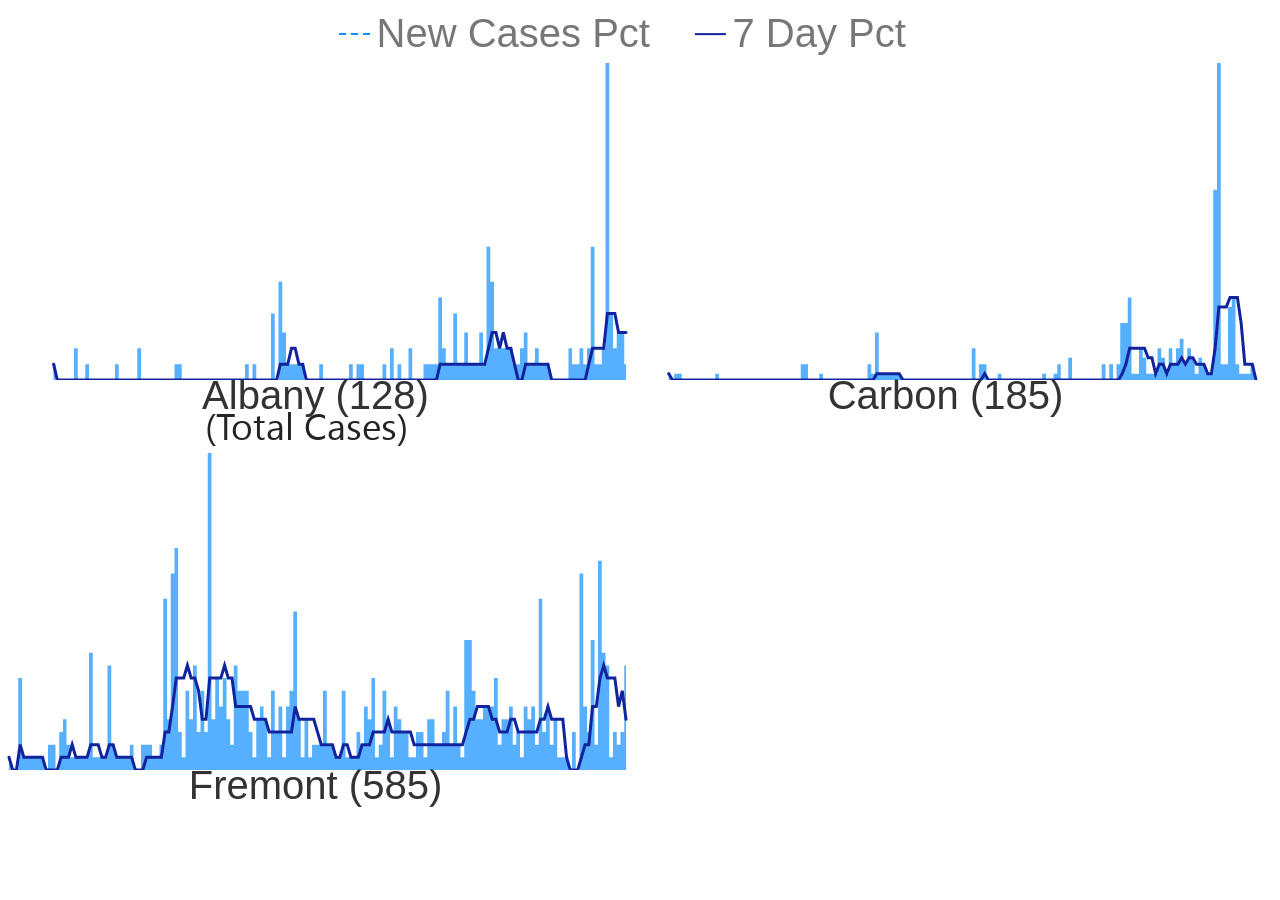 New Cases Pct 7 Day Pct
Albany (128)
(Total Cases)
Carbon (185)
Fremont (585)